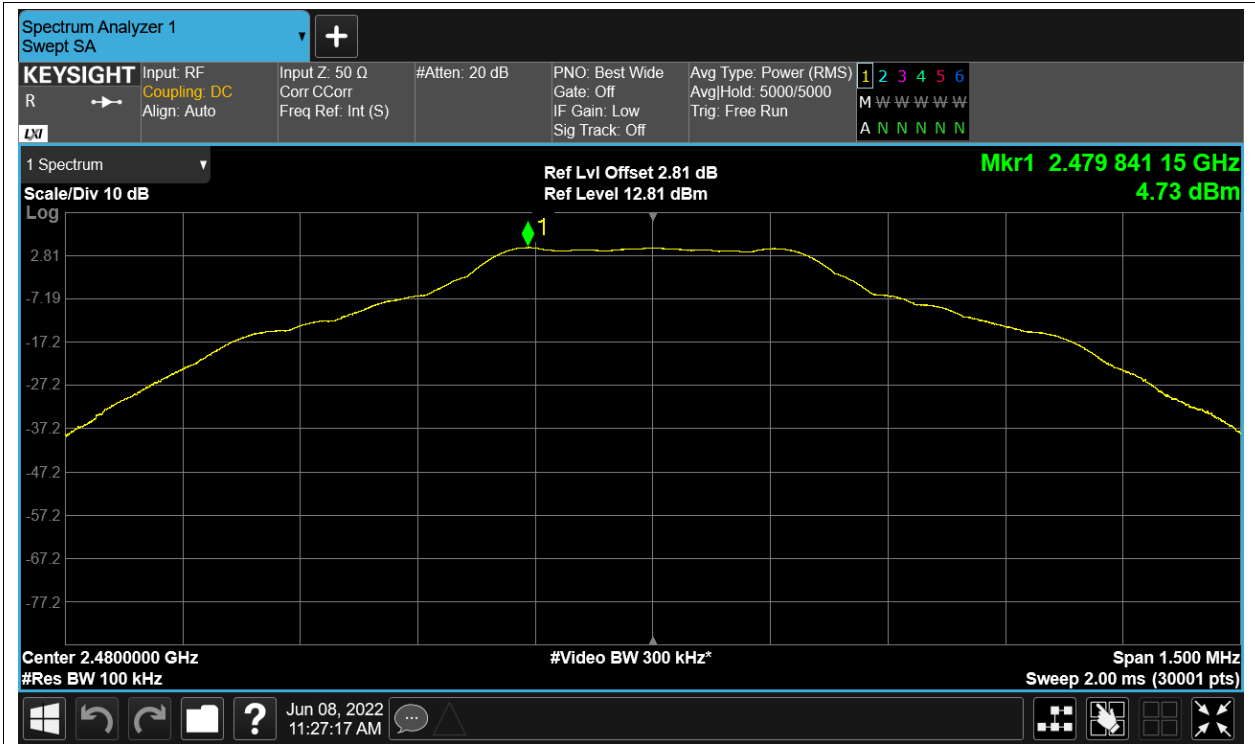 Spectrum Analyzer 1
Swept SA
KEYSIGHT
R
LXI
Input: RF
Coupling: DC
Align: Auto
Input Z: 50 Ω
Corr CCorr
Freq Ref: Int (S)
#Atten: 20 dB
PNO: Best Wide
Gate: Off
IF Gain: Low
Sig Track: Off
Avg Type: Power (RMS)
Avg|Hold: 5000/5000
Trig: Free Run
1 2 3 4 5 6
M W W W W W
A N N N N N
1 Spectrum
Scale/Div 10 dB
Log
Ref Lvl Offset 2.81 dB
Ref Level 12.81 dBm
Mkr1 2.479 841 15 GHz
4.73 dBm
1
2.81
-7.19
-17.2
-27.2
-37.2
-47.2
-57.2
-67.2
-77.2
Center 2.4800000 GHz
#Res BW 100 kHz
#Video BW 300 kHz*
Span 1.500 MHz
Sweep 2.00 ms (30001 pts)
?
Jun 08, 2022
11:27:17 AM